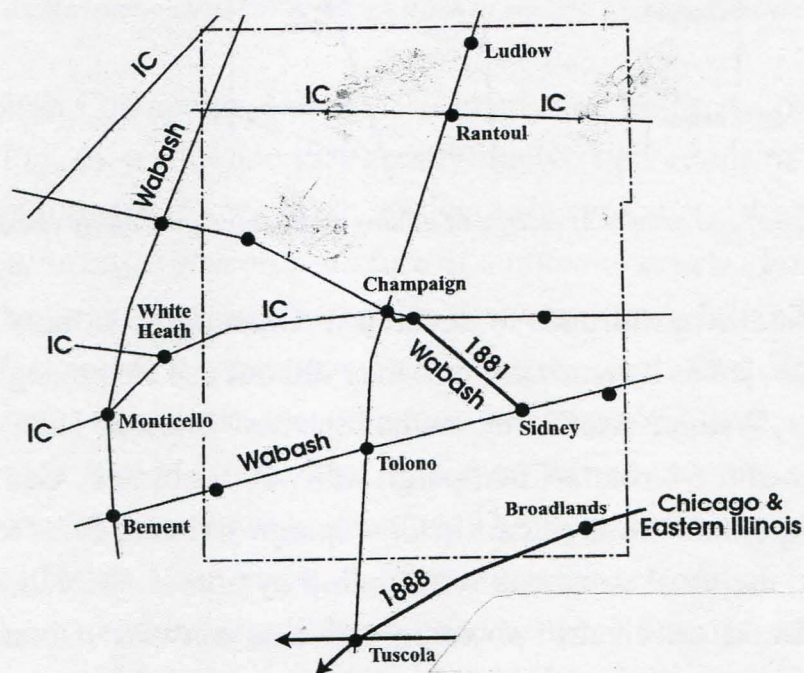 Ludlow
IC
IC
IC
Rantoul
Wabash
Champaign
White
Heath
IC
IC
1881
Wabash
Monticello
IC
Sidney
Wabash
Tolono
Bement
Broadlands
Chicago &
Eastern Illinois
1888
Tuscola